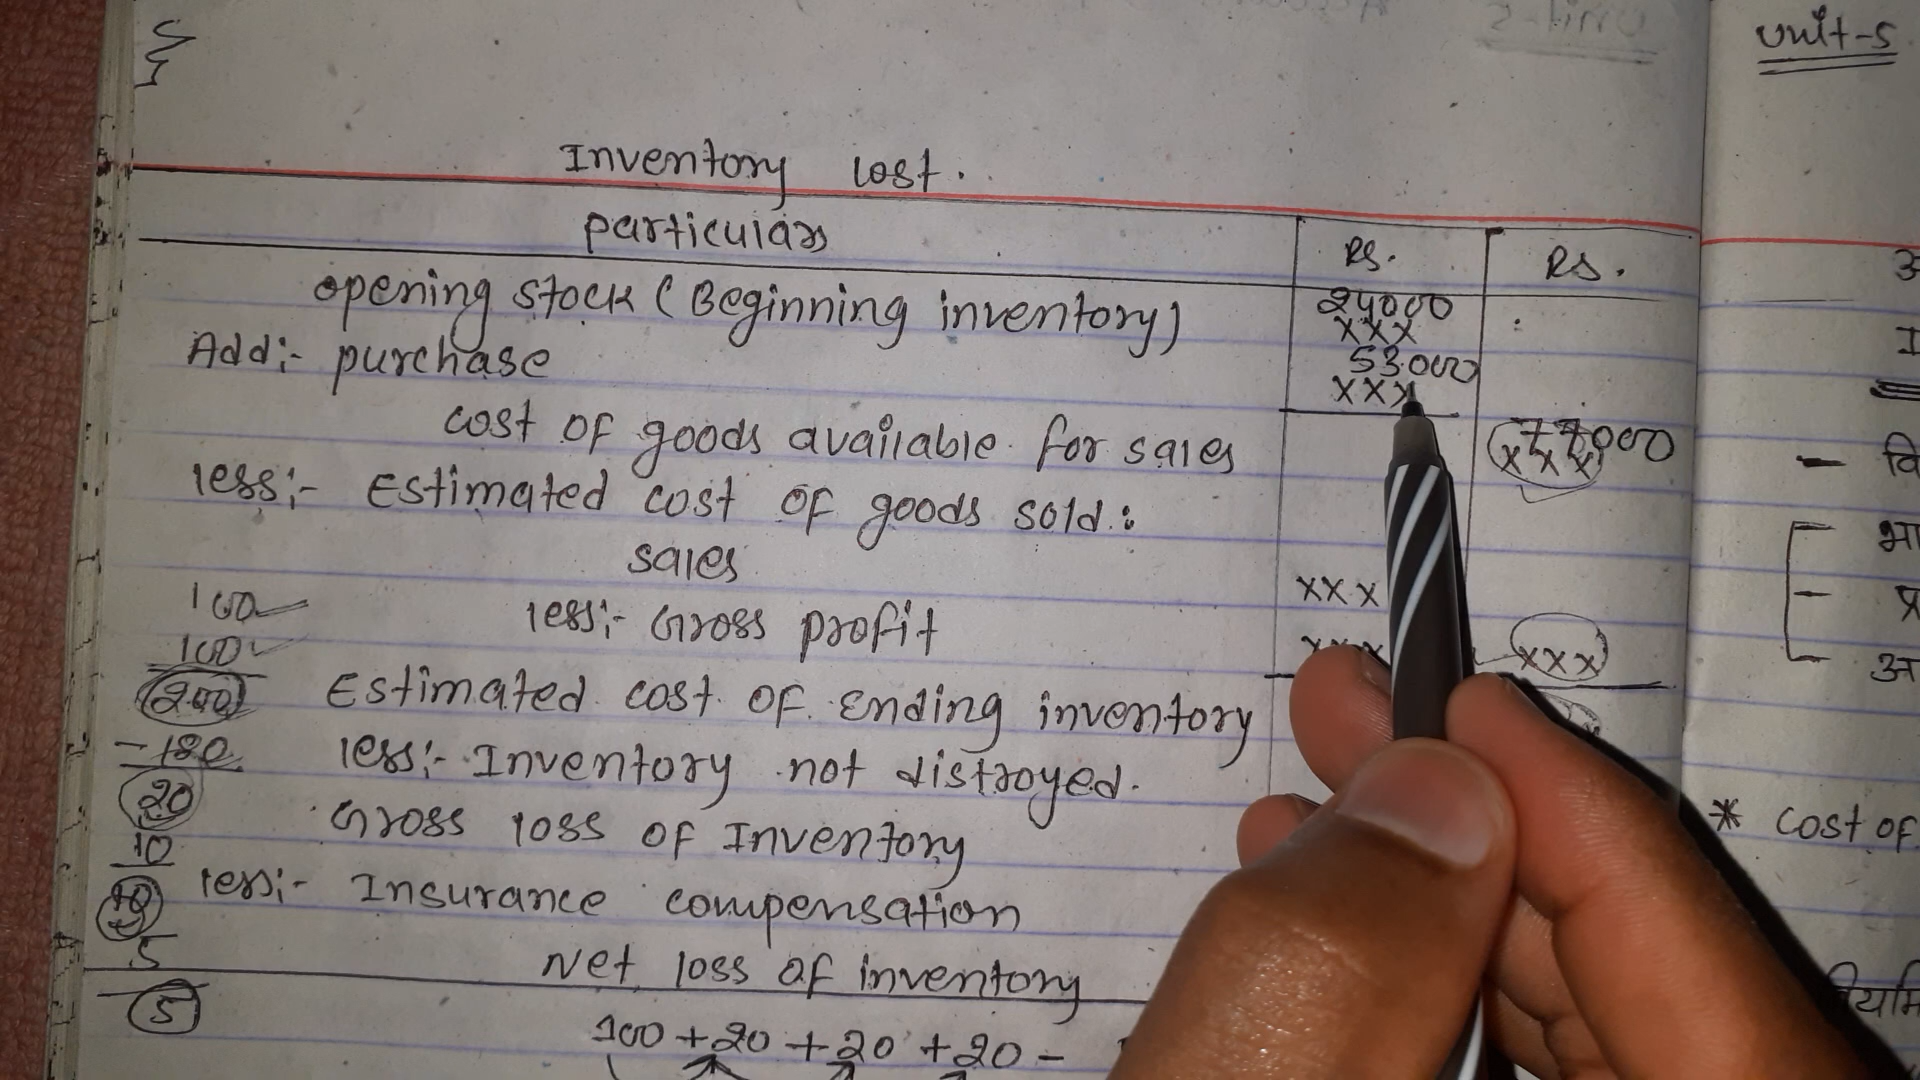 unit-5
Inventory cost.
particulars Rs. Rs.
opening stock (Beginning inventory) 24000
xxx
Add:- purchase 53000
xxx
cost of goods available for sales 77000
xxx
less:- Estimated cost of goods sold:
sales xxx
100 less:- Gross profit xxx xxx
100
200 Estimated cost of Ending inventory
-180 less:- Inventory not distroyed.
20 Gross loss of Inventory
10
10 less:- Insurance compensation
5 Net loss of inventory
5 100 + 20 + 20 + 20 -
- वि
भा
- प्र
अ
* cost of